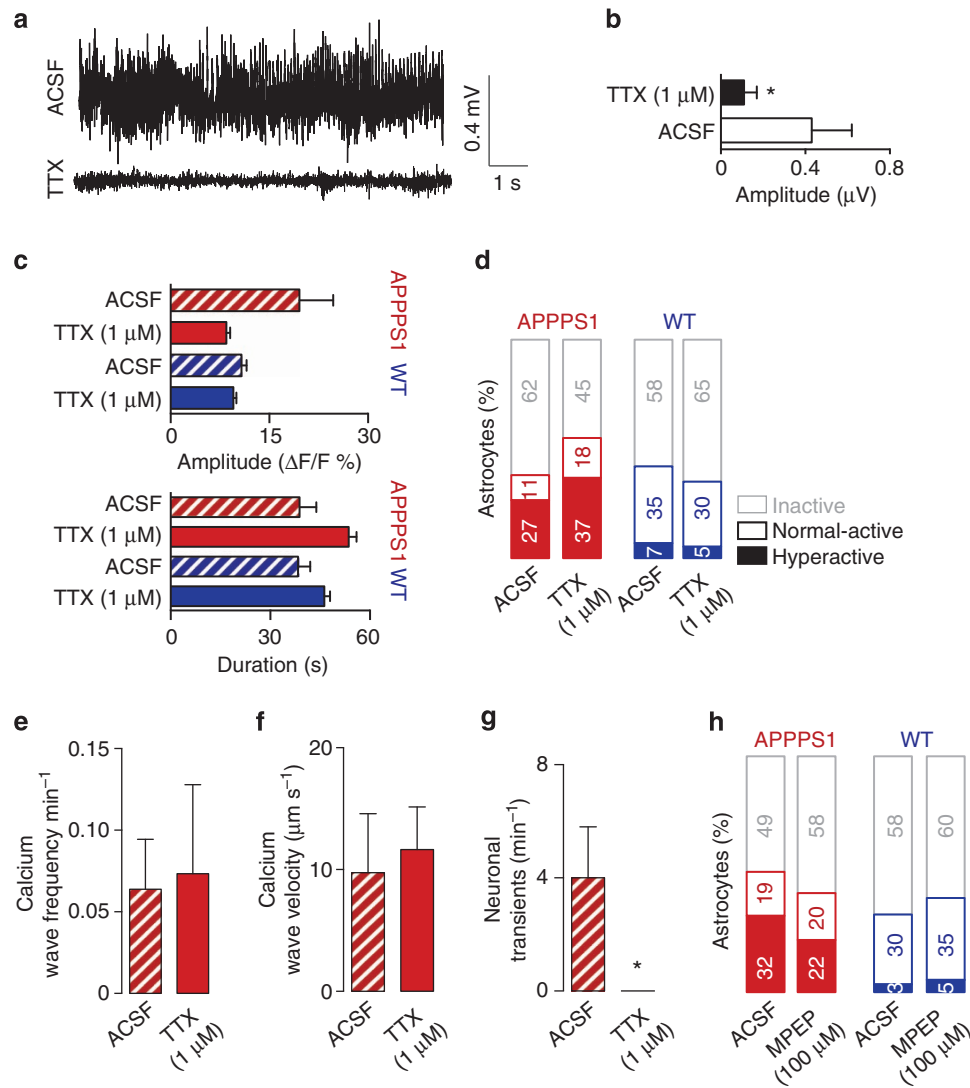 a
ACSF
TTX
0.4 mV
1 s
b
TTX (1 μM)
*
ACSF
0
0.4
0.8
Amplitude (μV)
c
ACSF
TTX (1 μM)
ACSF
TTX (1 μM)
APPPS1
WT
0
15
30
Amplitude (ΔF/F %)
ACSF
TTX (1 μM)
ACSF
TTX (1 μM)
APPPS1
WT
0
30
60
Duration (s)
d
APPPS1
WT
Astrocytes (%)
62
45
58
65
11
18
35
30
27
37
7
5
ACSF
TTX
(1 μM)
ACSF
TTX
(1 μM)
Inactive
Normal-active
Hyperactive
e
Calcium
wave frequency min⁻¹
0.15
0.10
0.05
0
ACSF
TTX
(1 μM)
f
Calcium
wave velocity (μm s⁻¹)
20
10
0
ACSF
TTX
(1 μM)
g
Neuronal
transients (min⁻¹)
8
4
0
*
ACSF
TTX
(1 μM)
h
APPPS1
WT
Astrocytes (%)
49
58
58
60
19
20
30
35
32
22
3
5
ACSF
MPEP
(100 μM)
ACSF
MPEP
(100 μM)